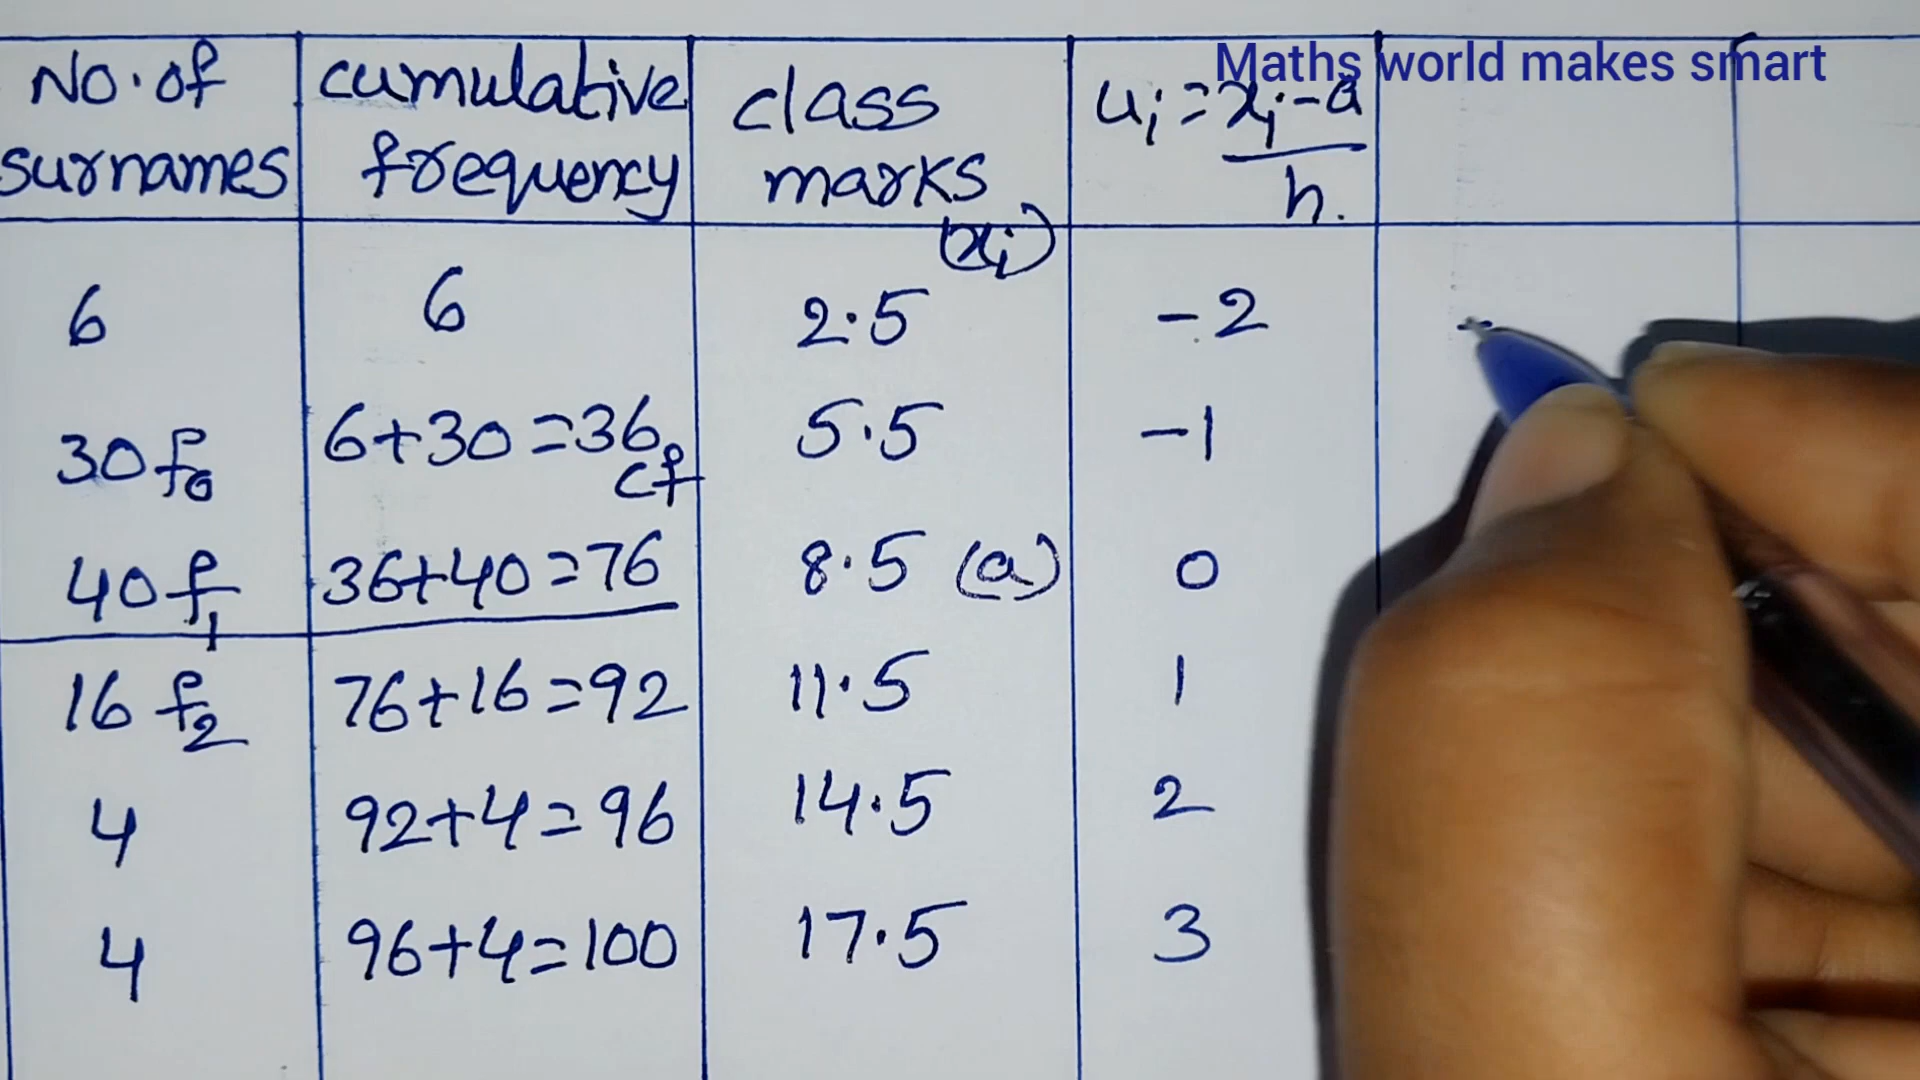 Maths world makes smart
No. of surnames | cumulative frequency | class marks (xi) | ui = xi - a / h.
6 | 6 | 2.5 | -2
30 f0 | 6+30=36 cf | 5.5 | -1
40 f1 | 36+40=76 | 8.5 (a) | 0
16 f2 | 76+16=92 | 11.5 | 1
4 | 92+4=96 | 14.5 | 2
4 | 96+4=100 | 17.5 | 3